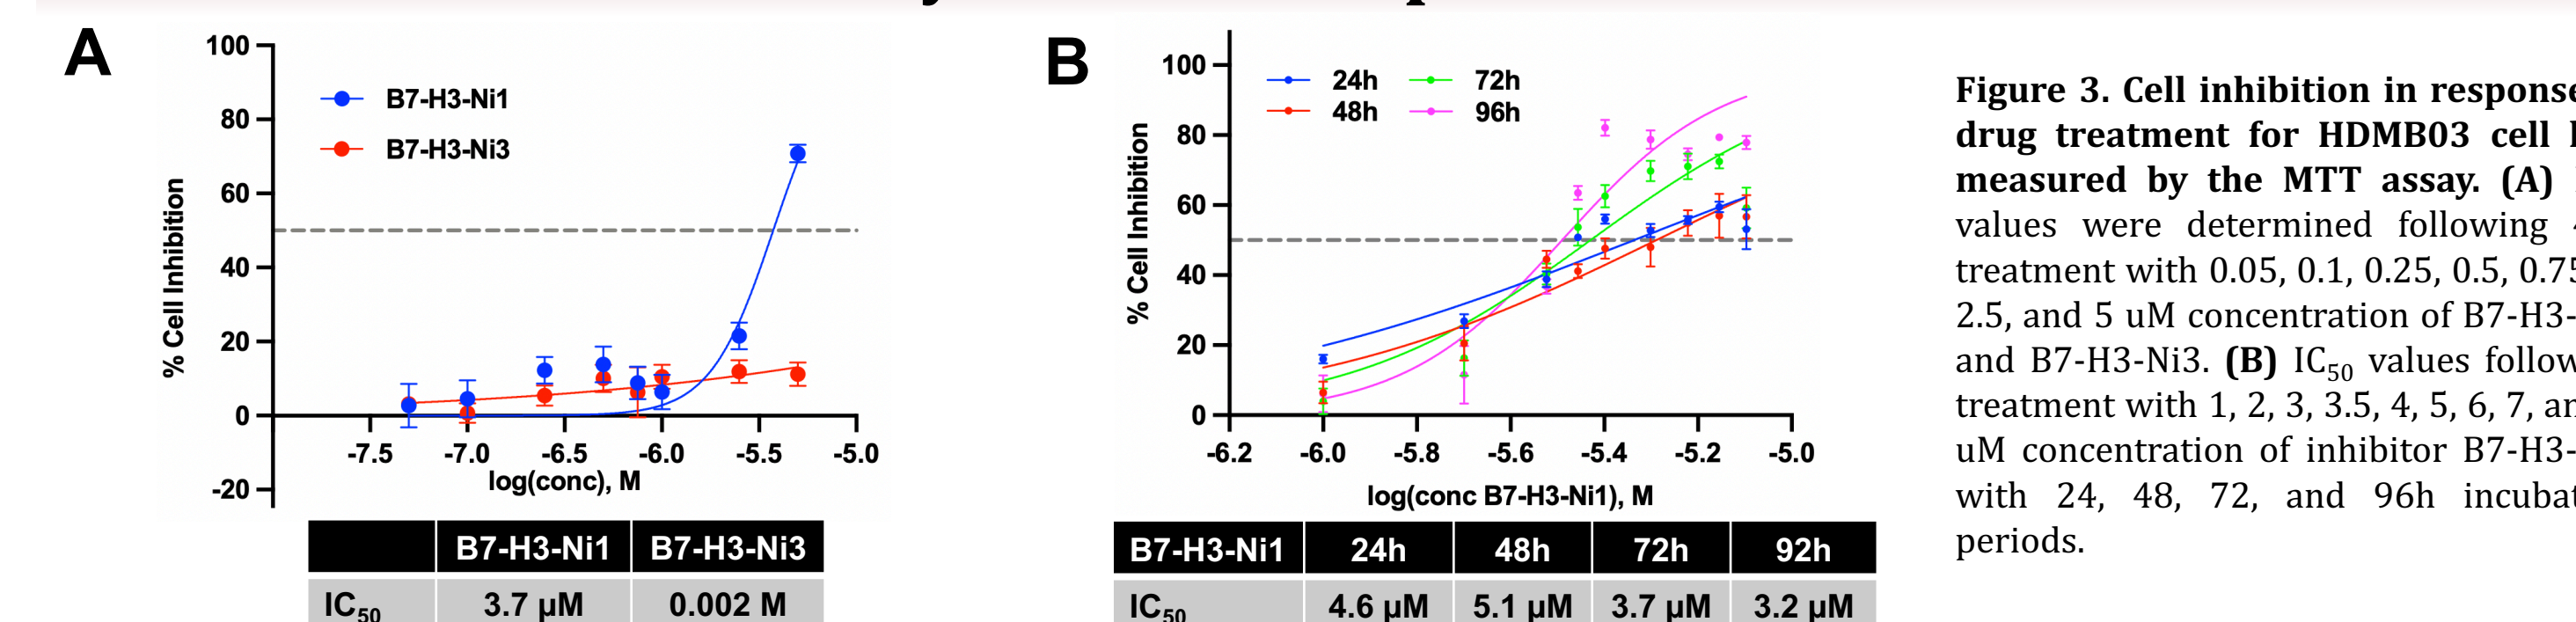 A
100
80
60
40
20
0
-20
% Cell Inhibition
B7-H3-Ni1
B7-H3-Ni3
-7.5 -7.0 -6.5 -6.0 -5.5 -5.0
log(conc), M
B7-H3-Ni1 B7-H3-Ni3
IC50 3.7 µM 0.002 M
B
100
80
60
40
20
0
% Cell Inhibition
24h 72h
48h 96h
-6.2 -6.0 -5.8 -5.6 -5.4 -5.2 -5.0
log(conc B7-H3-Ni1), M
B7-H3-Ni1 24h 48h 72h 92h
IC50 4.6 µM 5.1 µM 3.7 µM 3.2 µM
Figure 3. Cell inhibition in response
drug treatment for HDMB03 cell
measured by the MTT assay. (A)
values were determined following
treatment with 0.05, 0.1, 0.25, 0.5, 0.75
2.5, and 5 uM concentration of B7-H3-
and B7-H3-Ni3. (B) IC50 values follow
treatment with 1, 2, 3, 3.5, 4, 5, 6, 7,
uM concentration of inhibitor B7-H3-
with 24, 48, 72, and 96h incubat
periods.